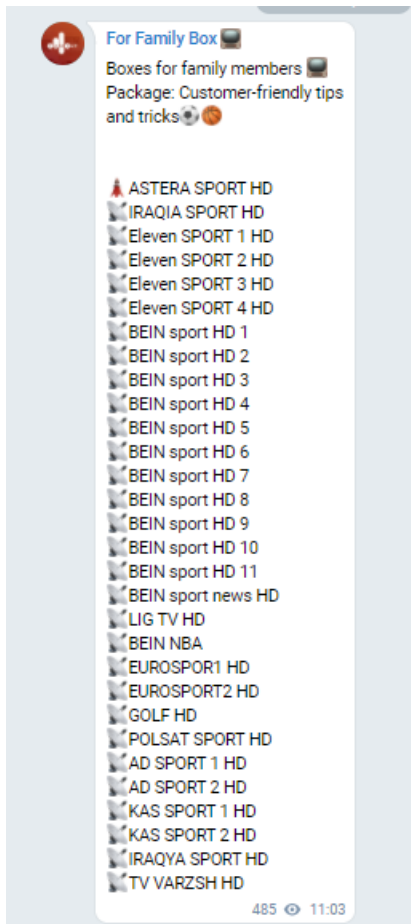 For Family Box
Boxes for family members
Package: Customer-friendly tips
and tricks
ASTERA SPORT HD
IRAQIA SPORT HD
Eleven SPORT 1 HD
Eleven SPORT 2 HD
Eleven SPORT 3 HD
Eleven SPORT 4 HD
BEIN sport HD 1
BEIN sport HD 2
BEIN sport HD 3
BEIN sport HD 4
BEIN sport HD 5
BEIN sport HD 6
BEIN sport HD 7
BEIN sport HD 8
BEIN sport HD 9
BEIN sport HD 10
BEIN sport HD 11
BEIN sport news HD
LIG TV HD
BEIN NBA
EUROSPOR1 HD
EUROSPORT2 HD
GOLF HD
POLSAT SPORT HD
AD SPORT 1 HD
AD SPORT 2 HD
KAS SPORT 1 HD
KAS SPORT 2 HD
IRAQYA SPORT HD
TV VARZSH HD
485 11:03